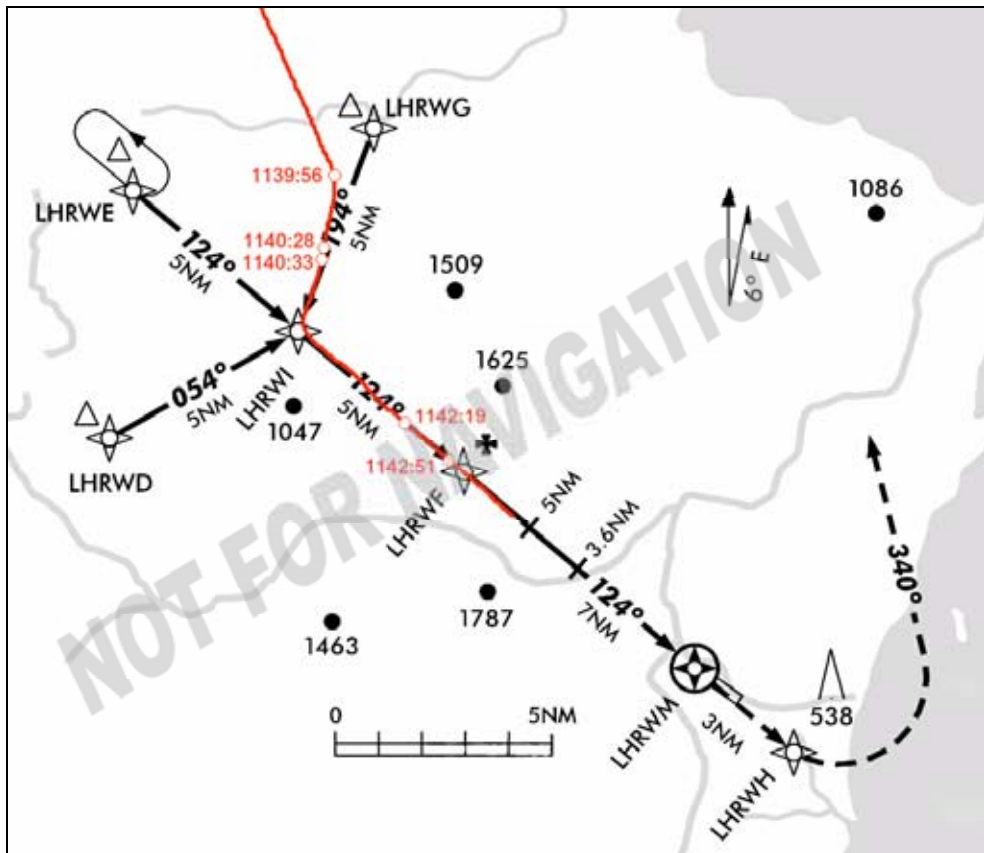 LHRWG
1139:56
LHRWE
194°
5NM
1086
124°
5NM
1140:28
1140:33
6° E
1509
054°
5NM
LHRWI
1625
124°
5NM
1047
1142:19
LHRWD
1142:51
LHRWF
5NM
3.6NM
340°
124°
7NM
1787
1463
NOT FOR NAVIGATION
538
0 5NM
LHRWM
3NM
LHRWH